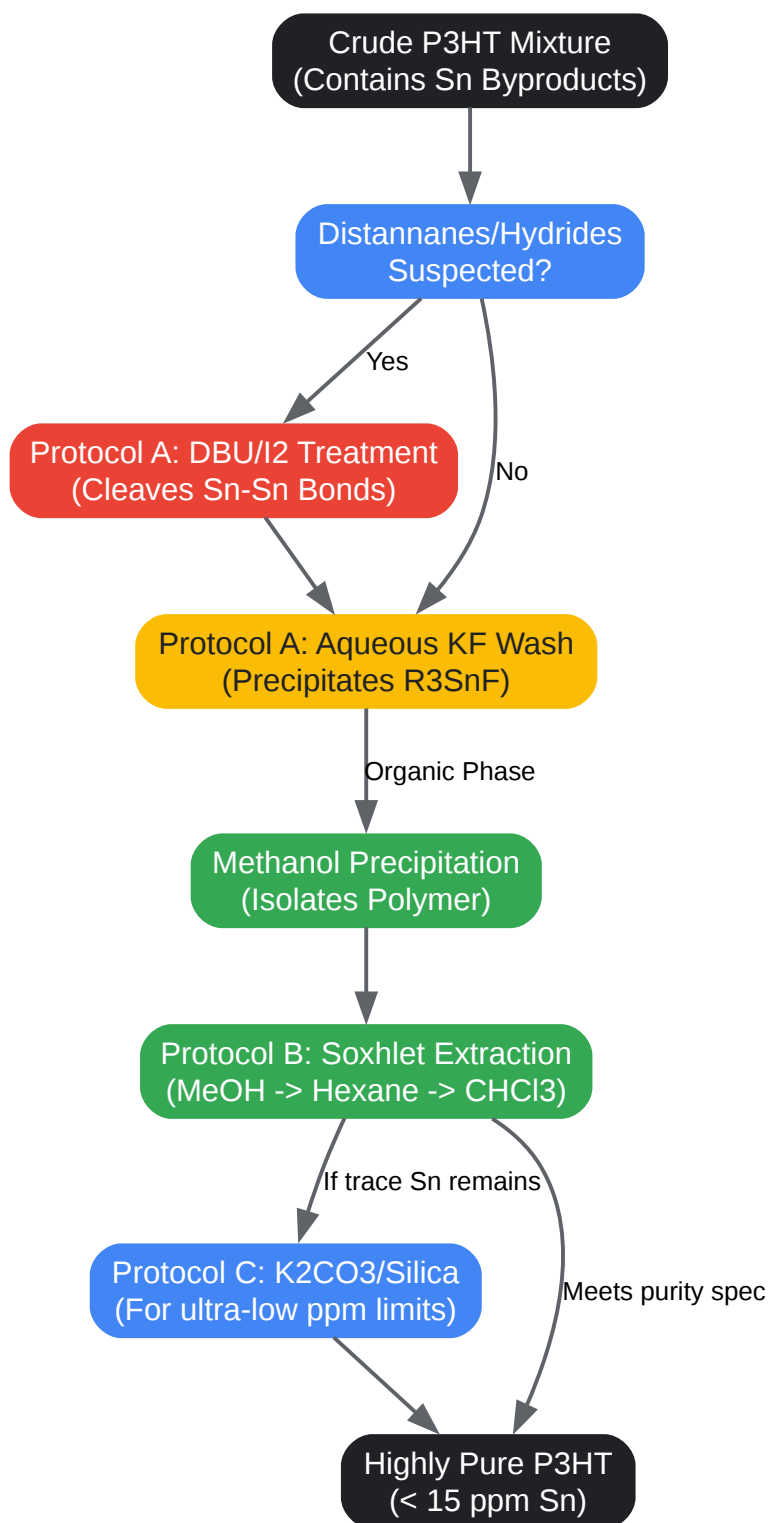 Crude P3HT Mixture
(Contains Sn Byproducts)
Distannanes/Hydrides
Suspected?
Yes
Protocol A: DBU/I2 Treatment
(Cleaves Sn-Sn Bonds)
No
Protocol A: Aqueous KF Wash
(Precipitates R3SnF)
Organic Phase
Methanol Precipitation
(Isolates Polymer)
Protocol B: Soxhlet Extraction
(MeOH -> Hexane -> CHCl3)
If trace Sn remains
Protocol C: K2CO3/Silica
(For ultra-low ppm limits)
Meets purity spec
Highly Pure P3HT
(< 15 ppm Sn)